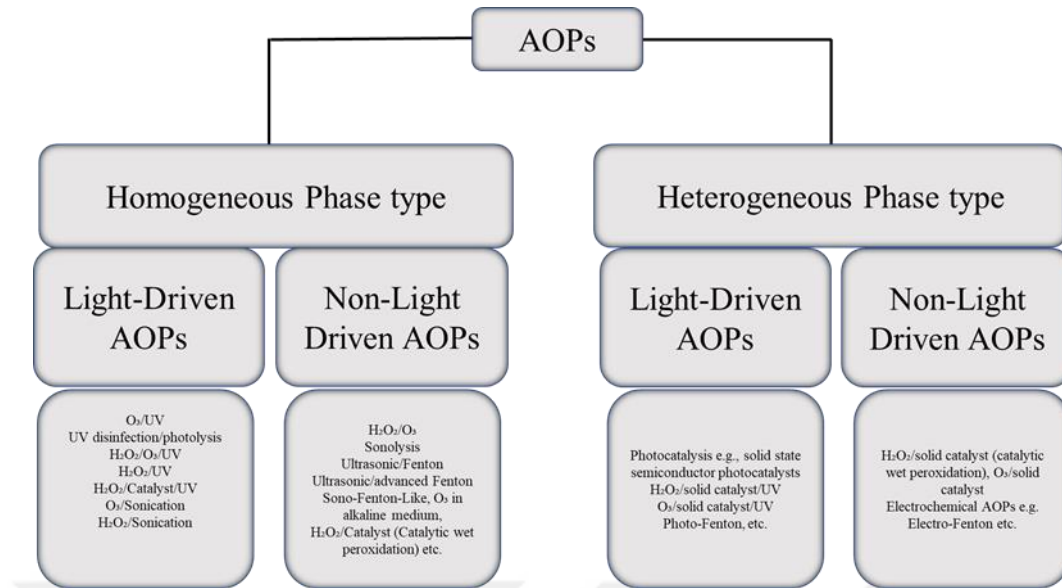 AOPs
Homogeneous Phase type
Heterogeneous Phase type
Light-Driven
AOPs
Non-Light
Driven AOPs
Light-Driven
AOPs
Non-Light
Driven AOPs
O₃/UV
UV disinfection/photolysis
H₂O₂/O₃/UV
H₂O₂/UV
H₂O₂/Catalyst/UV
O₃/Sonication
H₂O₂/Sonication
H₂O₂/O₃
Sonolysis
Ultrasonic/Fenton
Ultrasonic/advanced Fenton
Sono-Fenton-Like, O₃ in
alkaline medium,
H₂O₂/Catalyst (Catalytic wet
peroxidation) etc.
Photocatalysis e.g., solid state
semiconductor photocatalysts
H₂O₂/solid catalyst/UV
O₃/solid catalyst/UV
Photo-Fenton, etc.
H₂O₂/solid catalyst (catalytic
wet peroxidation), O₃/solid
catalyst
Electrochemical AOPs e.g.
Electro-Fenton etc.